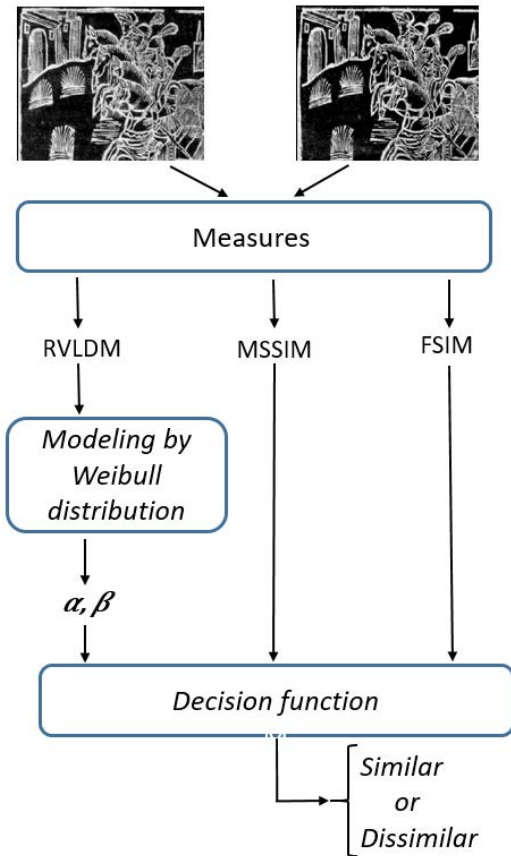 Measures
RVLDM MSSIM FSIM
Modeling by
Weibull
distribution
α, β
Decision function
Similar
or
Dissimilar